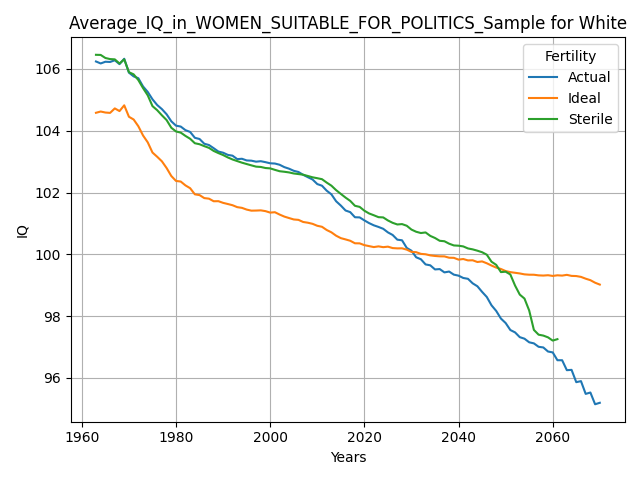 Average_IQ_in_WOMEN_SUITABLE_FOR_POLITICS_Sample for White
Fertility
Actual
Ideal
Sterile
106
104
102
100
98
96
IQ
1960
1980
2000
2020
2040
2060
Years